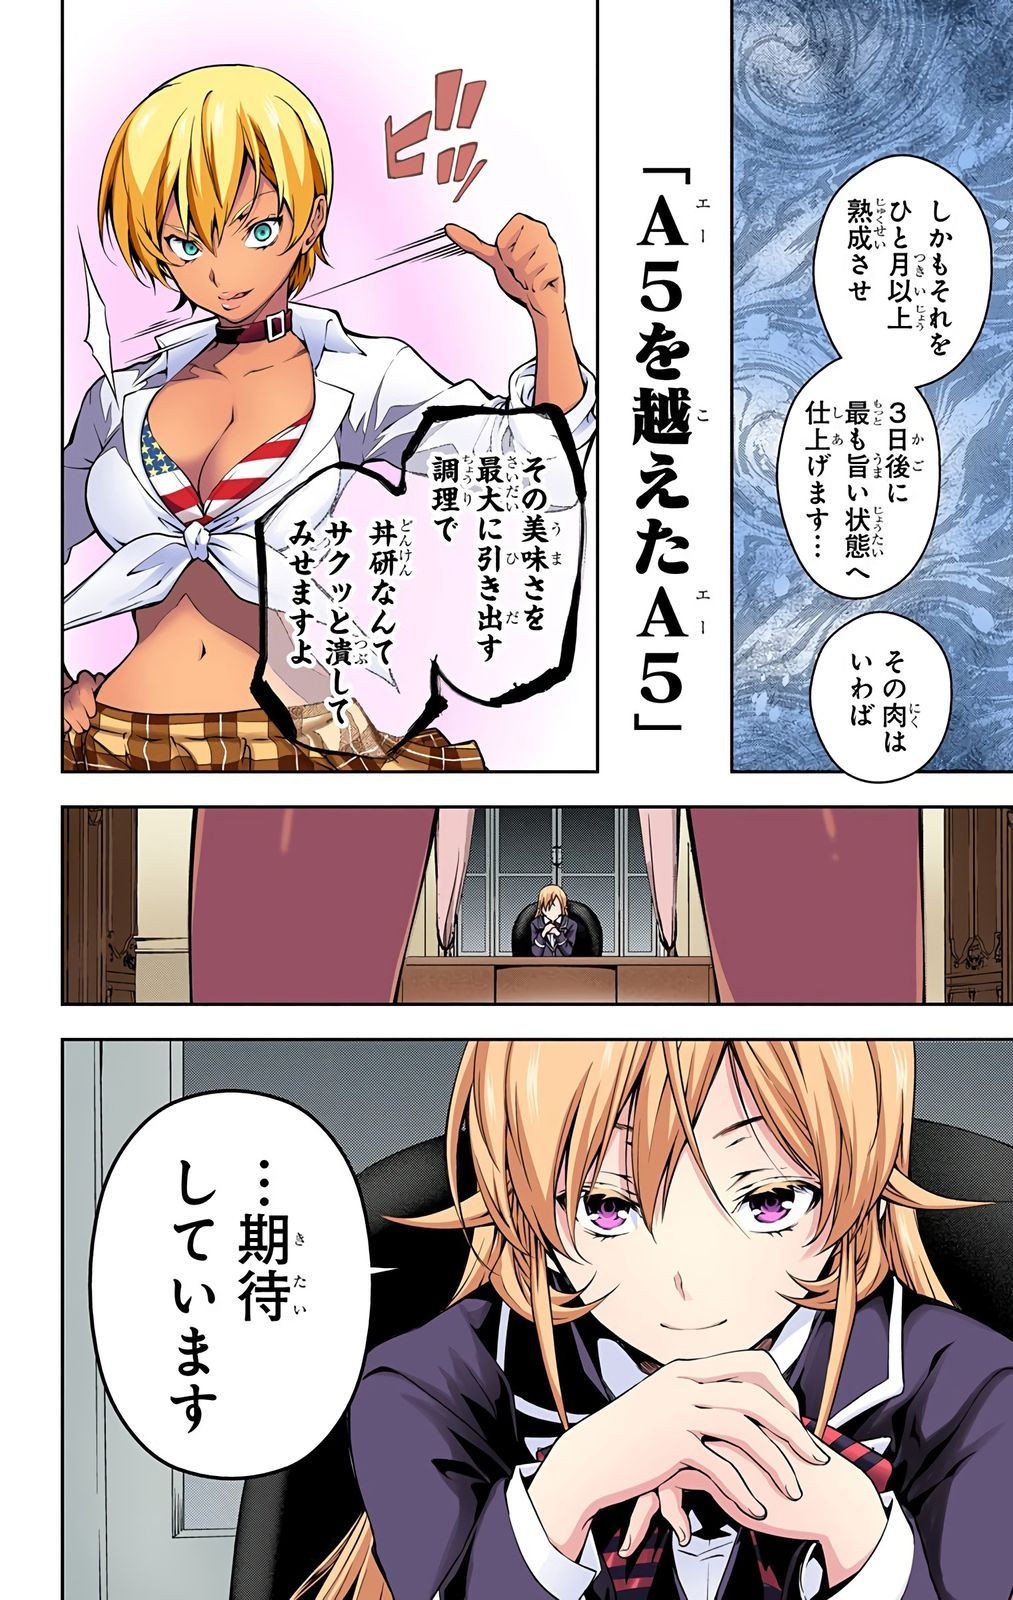 しかもそれを
ひと月以上
熟成させ
3日後に
最も旨い状態へ
仕上げます…
その肉は
いわば
「A5を越えたA5」
ビッ
その美味さを
最大に引き出す
調理で
丼研なんて
サクッと潰して
みせますよ
…期待
しています